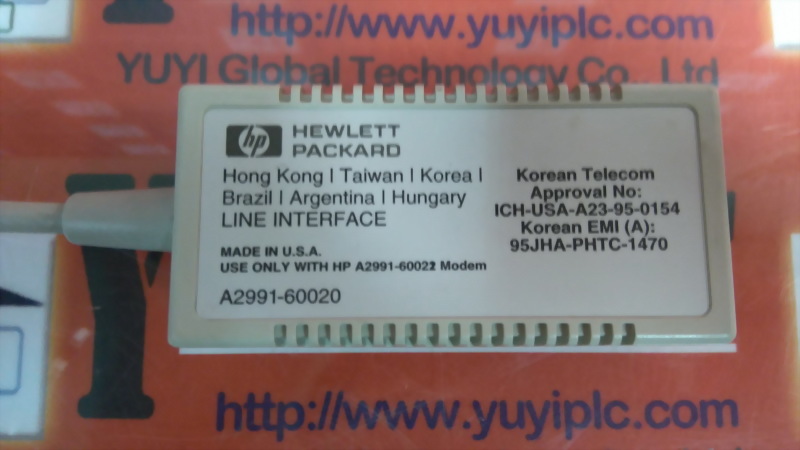 http://www.yuyiplc.com
YUYI Global Technology Co., Ltd
hp HEWLETT
PACKARD
Hong Kong | Taiwan | Korea |
Brazil | Argentina | Hungary
LINE INTERFACE
MADE IN U.S.A.
USE ONLY WITH HP A2991-60022 Modem
A2991-60020
Korean Telecom
Approval No:
ICH-USA-A23-95-0154
Korean EMI (A):
95JHA-PHTC-1470
http://www.yuyiplc.com